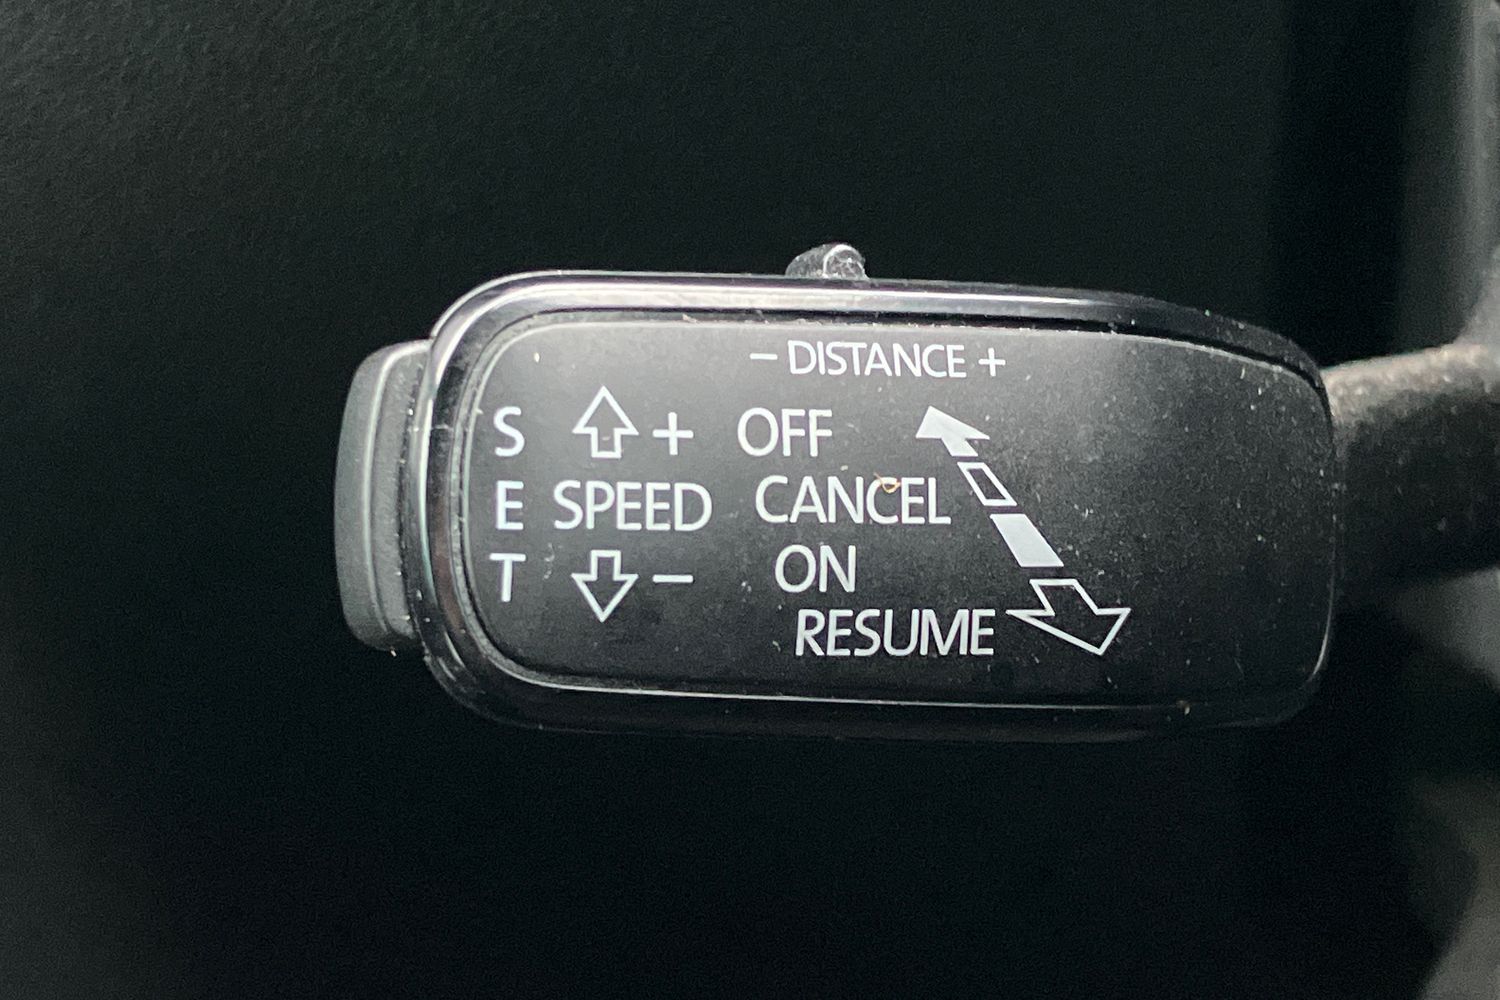 – DISTANCE +
S + OFF
E SPEED CANCEL
T – ON
RESUME